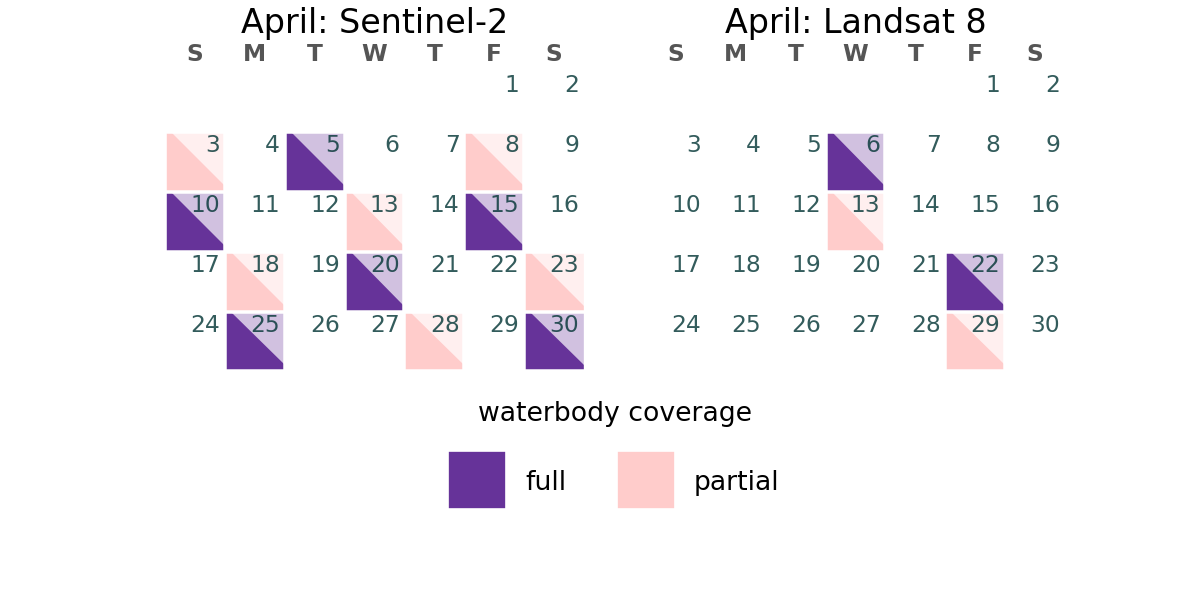 April: Sentinel-2
S M T W T F S
1 2
3 4 5 6 7 8 9
10 11 12 13 14 15 16
17 18 19 20 21 22 23
24 25 26 27 28 29 30
April: Landsat 8
S M T W T F S
1 2
3 4 5 6 7 8 9
10 11 12 13 14 15 16
17 18 19 20 21 22 23
24 25 26 27 28 29 30
waterbody coverage
full
partial